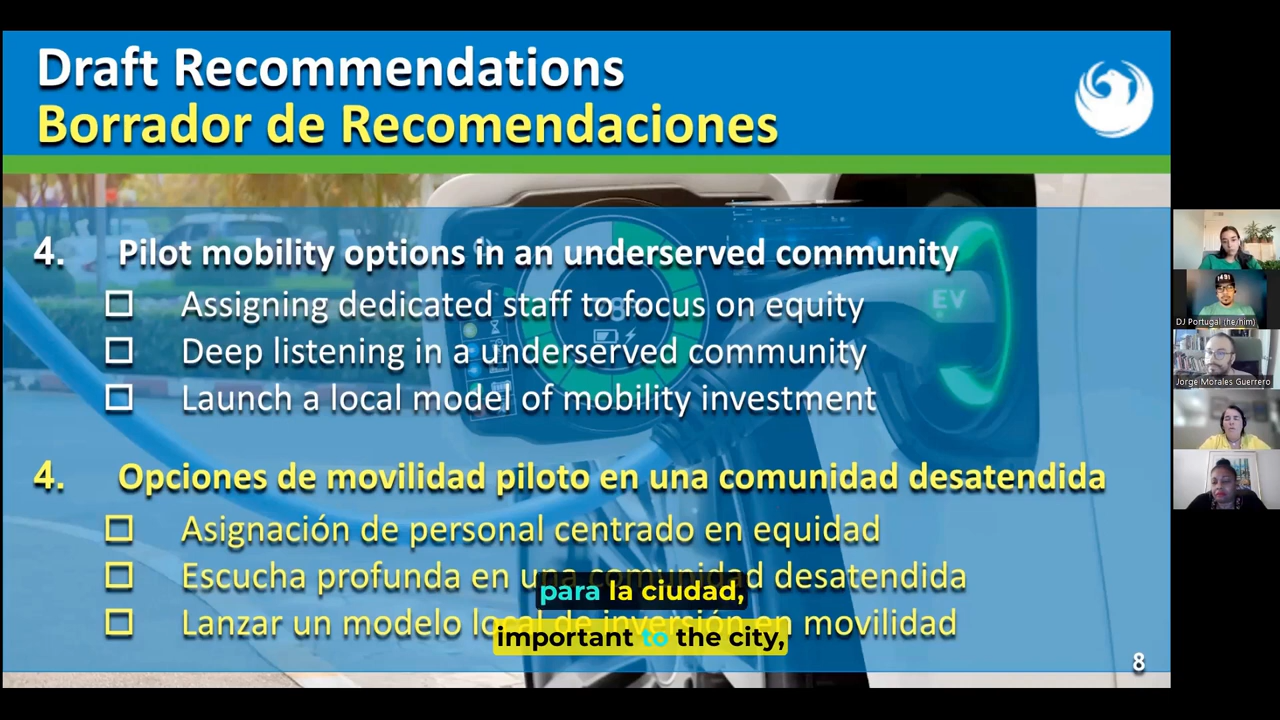 Draft Recommendations
Borrador de Recomendaciones
4. Pilot mobility options in an underserved community
Assigning dedicated staff to focus on equity
Deep listening in a underserved community
Launch a local model of mobility investment
EV
4. Opciones de movilidad piloto en una comunidad desatendida
Asignación de personal centrado en equidad
Escucha profunda en una comunidad desatendida
Lanzar un modelo local de inversión en movilidad
para la ciudad,
important to the city,
8
DJ Portugal (he/him)
Jorge Morales Guerrero